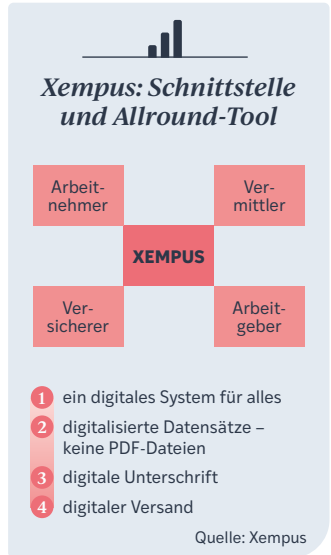 Xempus: Schnittstelle
und Allround-Tool
Arbeit-
nehmer
Ver-
mittler
XEMPUS
Ver-
sicherer
Arbeit-
geber
1 ein digitales System für alles
2 digitalisierte Datensätze –
keine PDF-Dateien
3 digitale Unterschrift
4 digitaler Versand
Quelle: Xempus